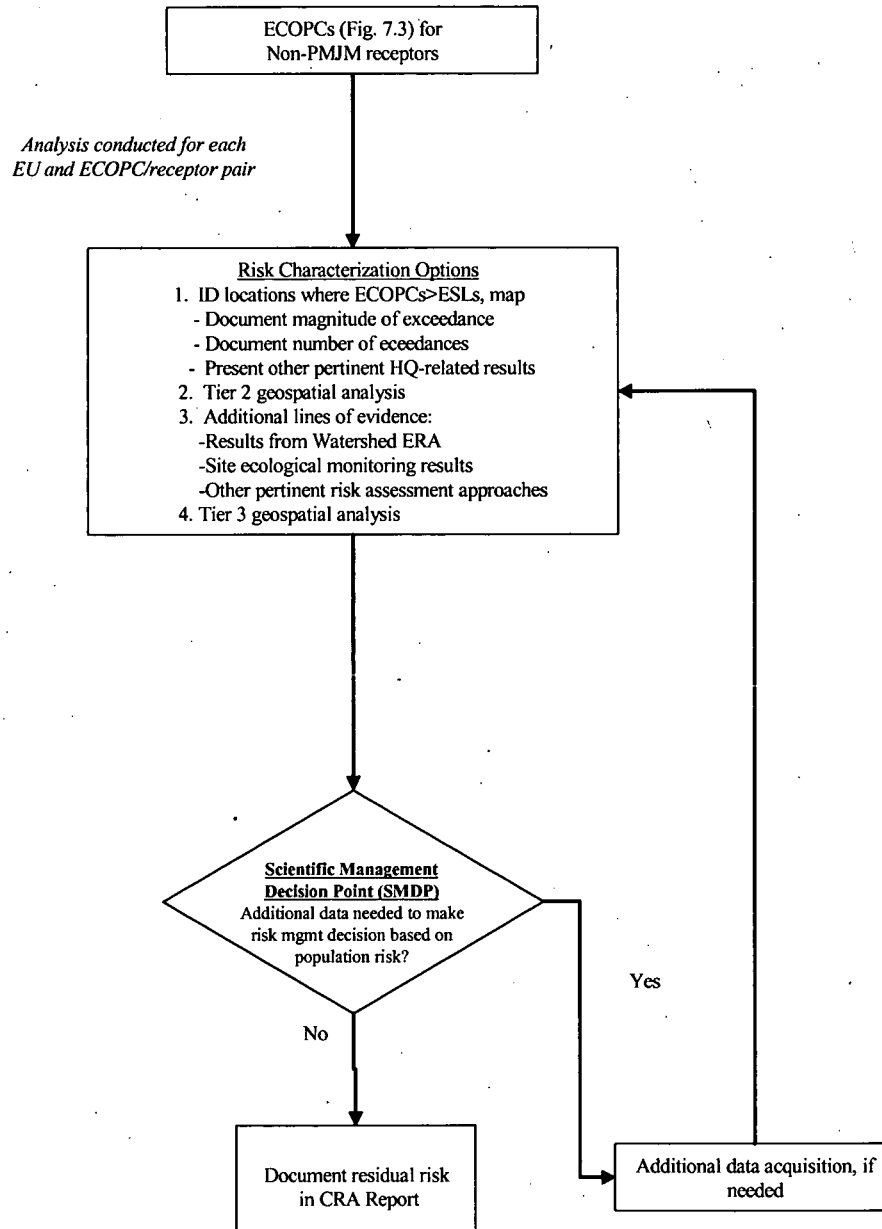 ECOPCs (Fig. 7.3) for
Non-PMJM receptors
Analysis conducted for each
EU and ECOPC/receptor pair
Risk Characterization Options
1. ID locations where ECOPCs>ESLs, map
- Document magnitude of exceedance
- Document number of eceedances
- Present other pertinent HQ-related results
2. Tier 2 geospatial analysis
3. Additional lines of evidence:
-Results from Watershed ERA
-Site ecological monitoring results
-Other pertinent risk assessment approaches
4. Tier 3 geospatial analysis
Scientific Management
Decision Point (SMDP)
Additional data needed to make
risk mgmt decision based on
population risk?
Yes
No
Document residual risk
in CRA Report
Additional data acquisition, if
needed